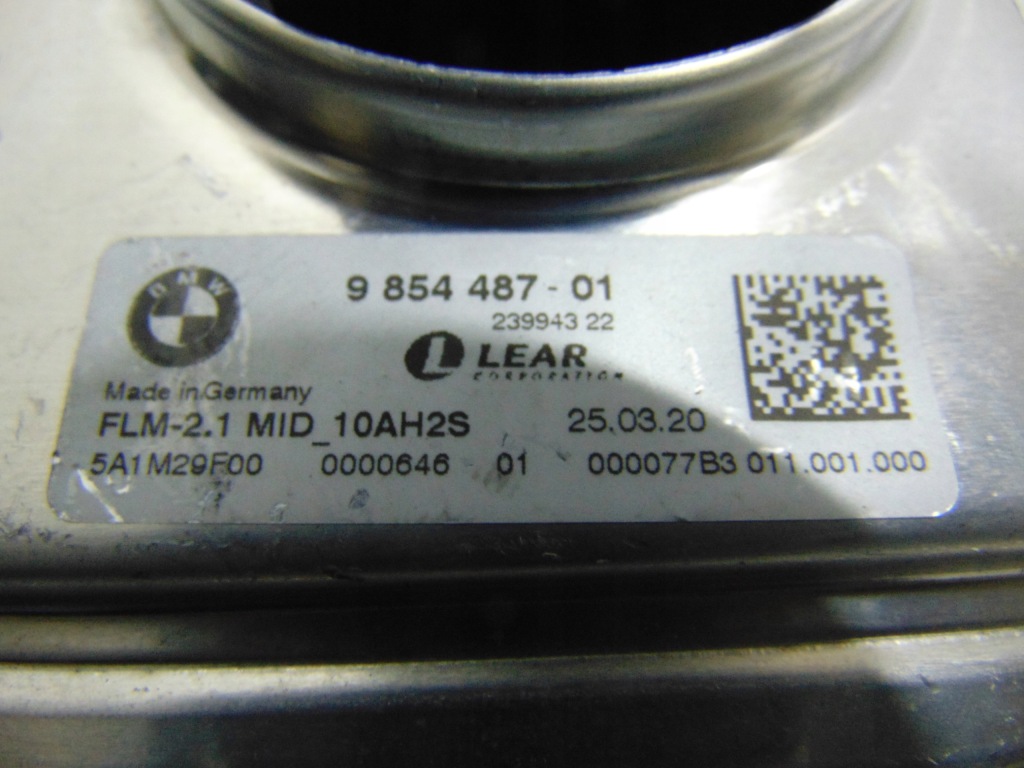 BMW
9 854 487 - 01
239943 22
LEAR
CORPORATION
Made in Germany
FLM-2.1 MID_10AH2S 25.03.20
5A1M29F00 0000646 01 000077B3 011.001.000